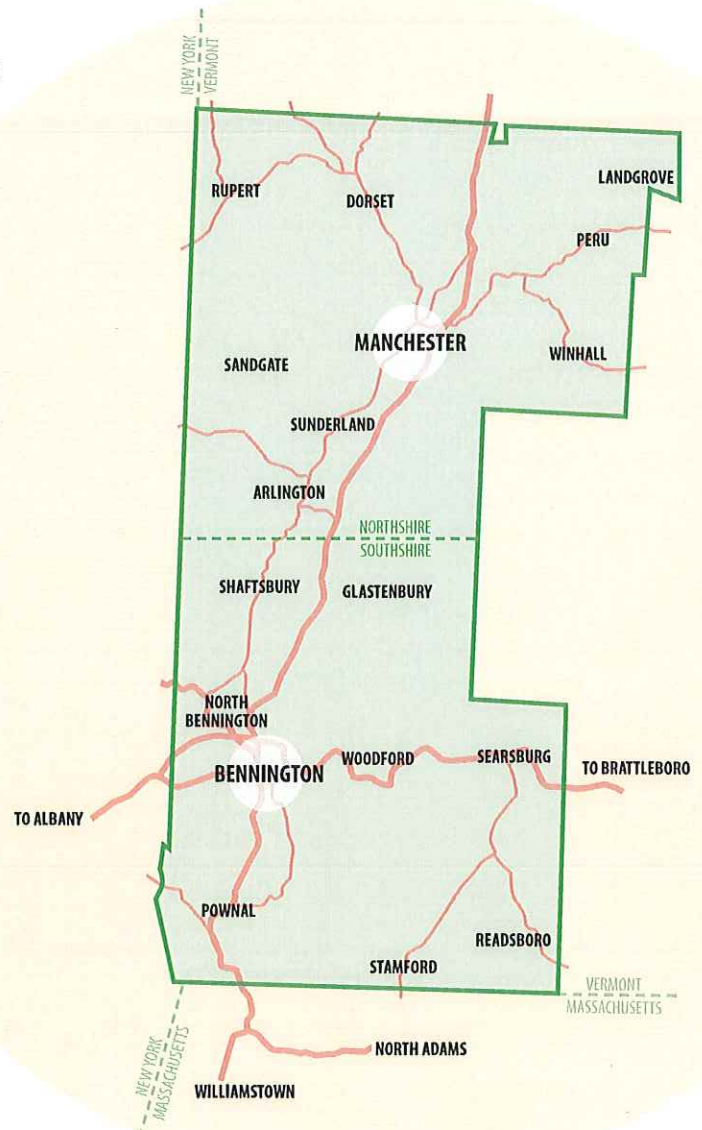 NEW YORK
VERMONT
LANDGROVE
RUPERT
DORSET
PERU
MANCHESTER
WINHALL
SANDGATE
SUNDERLAND
ARLINGTON
NORTHSHIRE
SOUTHSHIRE
SHAFTSBURY
GLASTENBURY
NORTH
BENNINGTON
WOODFORD
SEARSBURG
TO BRATTLEBORO
BENNINGTON
TO ALBANY
POWNAL
READSBORO
STAMFORD
VERMONT
MASSACHUSETTS
NEW YORK
MASSACHUSETTS
NORTH ADAMS
WILLIAMSTOWN